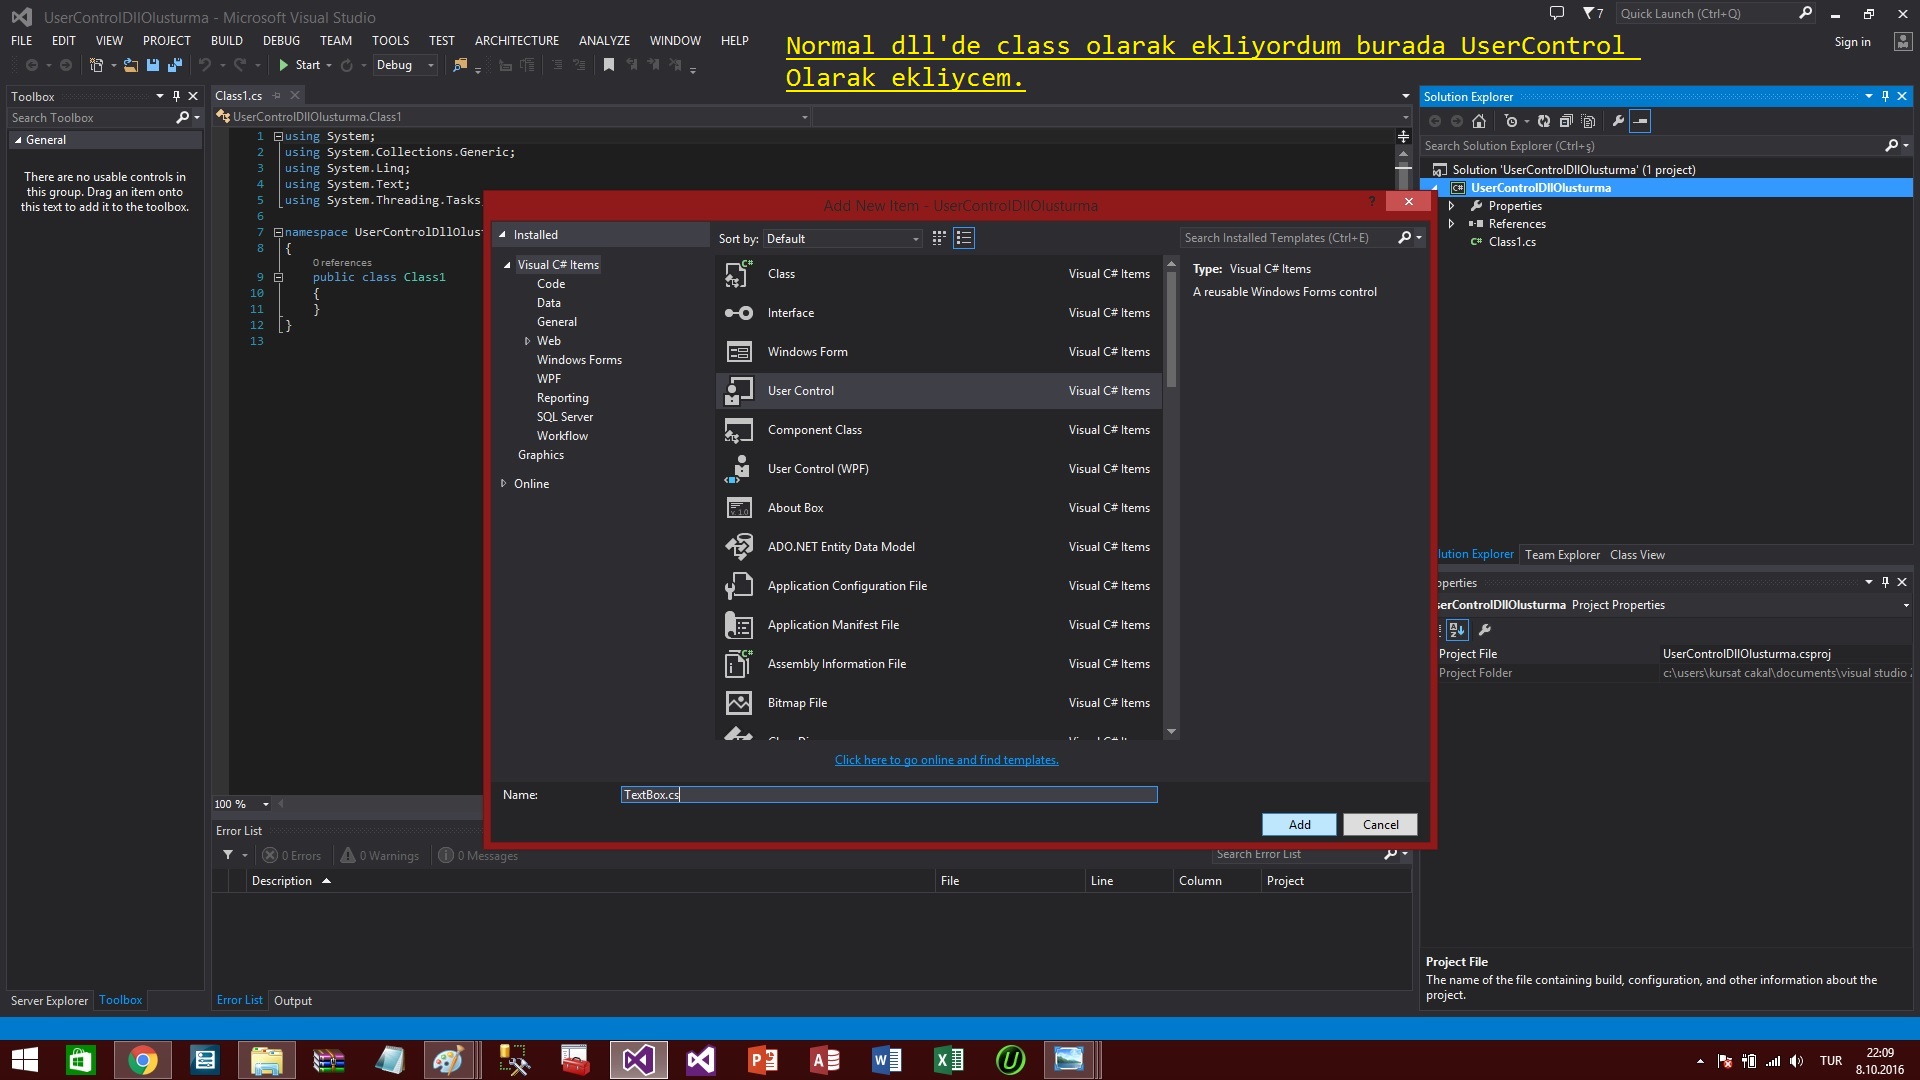 UserControlDllOlusturma - Microsoft Visual Studio
7
Quick Launch (Ctrl+Q)
FILE EDIT VIEW PROJECT BUILD DEBUG TEAM TOOLS TEST ARCHITECTURE ANALYZE WINDOW HELP
Sign in
Normal dll'de class olarak ekliyordum burada UserControl
Olarak ekliycem.
Start Debug
Toolbox
Search Toolbox
General
There are no usable controls in
this group. Drag an item onto
this text to add it to the toolbox.
Class1.cs
UserControlDllOlusturma.Class1
1 using System;
2 using System.Collections.Generic;
3 using System.Linq;
4 using System.Text;
5 using System.Threading.Tasks
6
7 namespace UserControlDllOlust
8 {
0 references
9 public class Class1
10 {
11 }
12 }
13
100 %
Add New Item - UserControlDllOlusturma
?
Installed
Visual C# Items
Code
Data
General
Web
Windows Forms
WPF
Reporting
SQL Server
Workflow
Graphics
Online
Sort by: Default
Search Installed Templates (Ctrl+E)
Class Visual C# Items
Interface Visual C# Items
Windows Form Visual C# Items
User Control Visual C# Items
Component Class Visual C# Items
User Control (WPF) Visual C# Items
About Box Visual C# Items
ADO.NET Entity Data Model Visual C# Items
Application Configuration File Visual C# Items
Application Manifest File Visual C# Items
Assembly Information File Visual C# Items
Bitmap File Visual C# Items
Type: Visual C# Items
A reusable Windows Forms control
Click here to go online and find templates.
Name: TextBox.cs
Add Cancel
Solution Explorer
Search Solution Explorer (Ctrl+ş)
Solution 'UserControlDllOlusturma' (1 project)
UserControlDllOlusturma
Properties
References
Class1.cs
lution Explorer Team Explorer Class View
operties
serControlDllOlusturma Project Properties
Project File UserControlDllOlusturma.csproj
Project Folder c:\users\kursat cakal\documents\visual studio
Project File
The name of the file containing build, configuration, and other information about the
project.
Error List
0 Errors 0 Warnings 0 Messages
Search Error List
Description File Line Column Project
Server Explorer Toolbox
Error List Output
TUR
22:09
8.10.2016